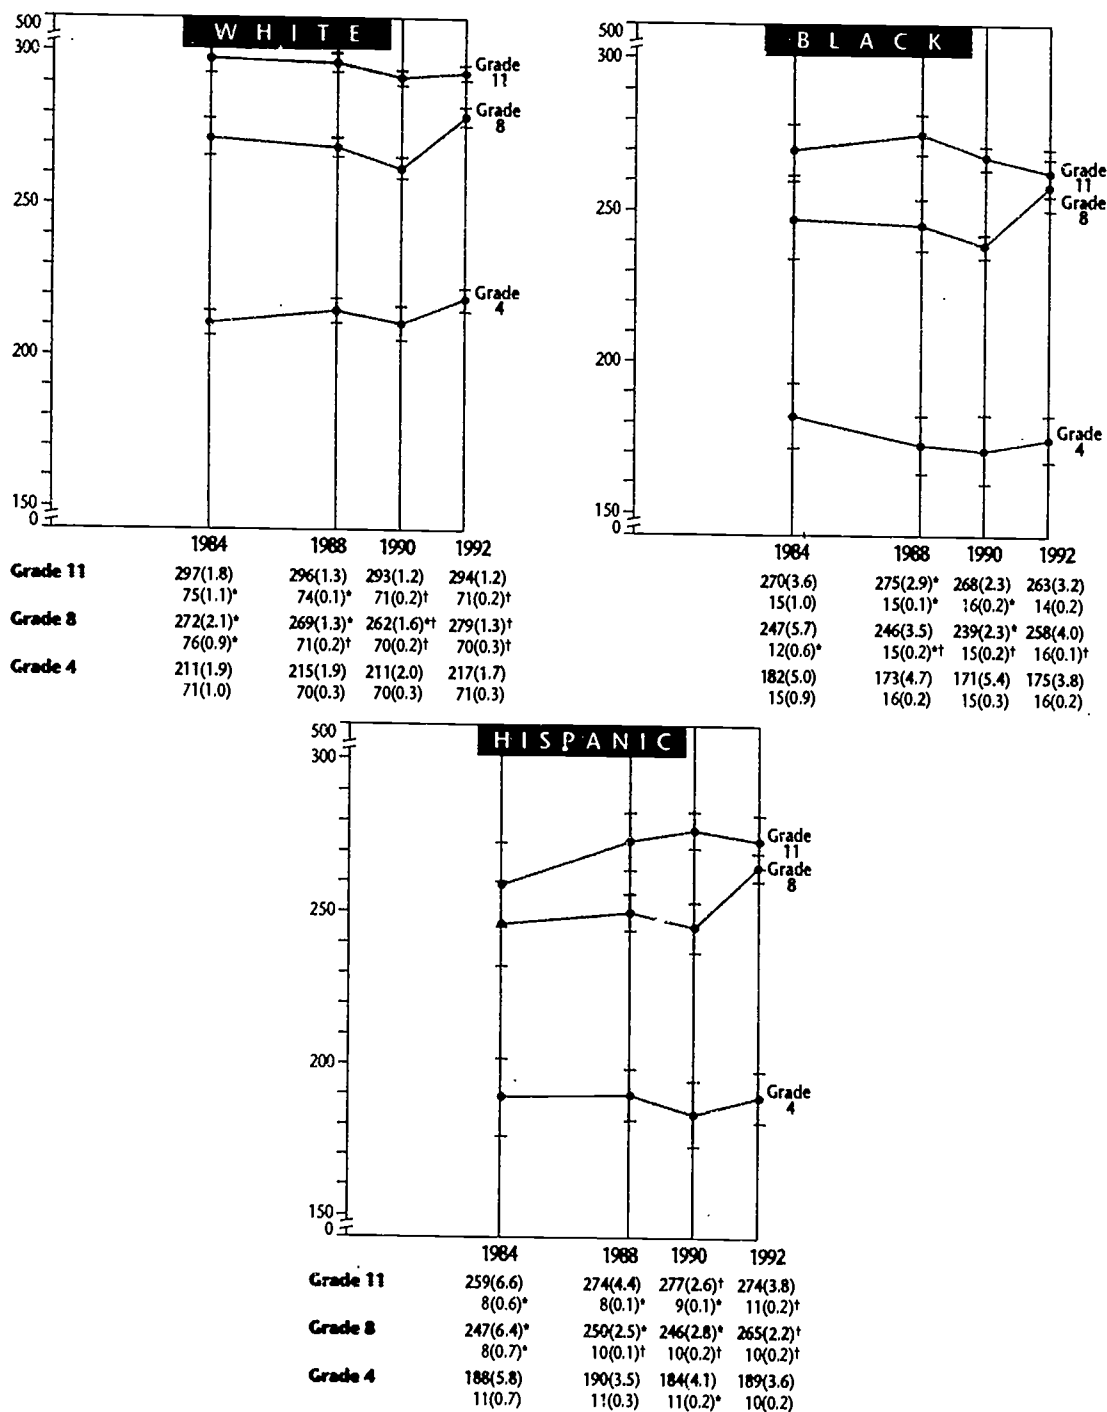 WHITE
500
300
250
200
150
0
Grade
11
Grade
8
Grade
4
1984 1988 1990 1992
Grade 11 297(1.8) 296(1.3) 293(1.2) 294(1.2)
75(1.1)* 74(0.1)* 71(0.2)† 71(0.2)†
Grade 8 272(2.1)* 269(1.3)* 262(1.6)*† 279(1.3)†
76(0.9)* 71(0.2)† 70(0.2)† 70(0.3)†
Grade 4 211(1.9) 215(1.9) 211(2.0) 217(1.7)
71(1.0) 70(0.3) 70(0.3) 71(0.3)
BLACK
500
300
250
200
150
0
Grade
11
Grade
8
Grade
4
1984 1988 1990 1992
270(3.6) 275(2.9)* 268(2.3) 263(3.2)
15(1.0) 15(0.1)* 16(0.2)* 14(0.2)
247(5.7) 246(3.5) 239(2.3)* 258(4.0)
12(0.6)* 15(0.2)*† 15(0.2)† 16(0.1)†
182(5.0) 173(4.7) 171(5.4) 175(3.8)
15(0.9) 16(0.2) 15(0.3) 16(0.2)
HISPANIC
500
300
250
200
150
0
Grade
11
Grade
8
Grade
4
1984 1988 1990 1992
Grade 11 259(6.6) 274(4.4) 277(2.6)† 274(3.8)
8(0.6)* 8(0.1)* 9(0.1)* 11(0.2)†
Grade 8 247(6.4)* 250(2.5)* 246(2.8)* 265(2.2)†
8(0.7)* 10(0.1)† 10(0.2)† 10(0.2)†
Grade 4 188(5.8) 190(3.5) 184(4.1) 189(3.6)
11(0.7) 11(0.3) 11(0.2)* 10(0.2)